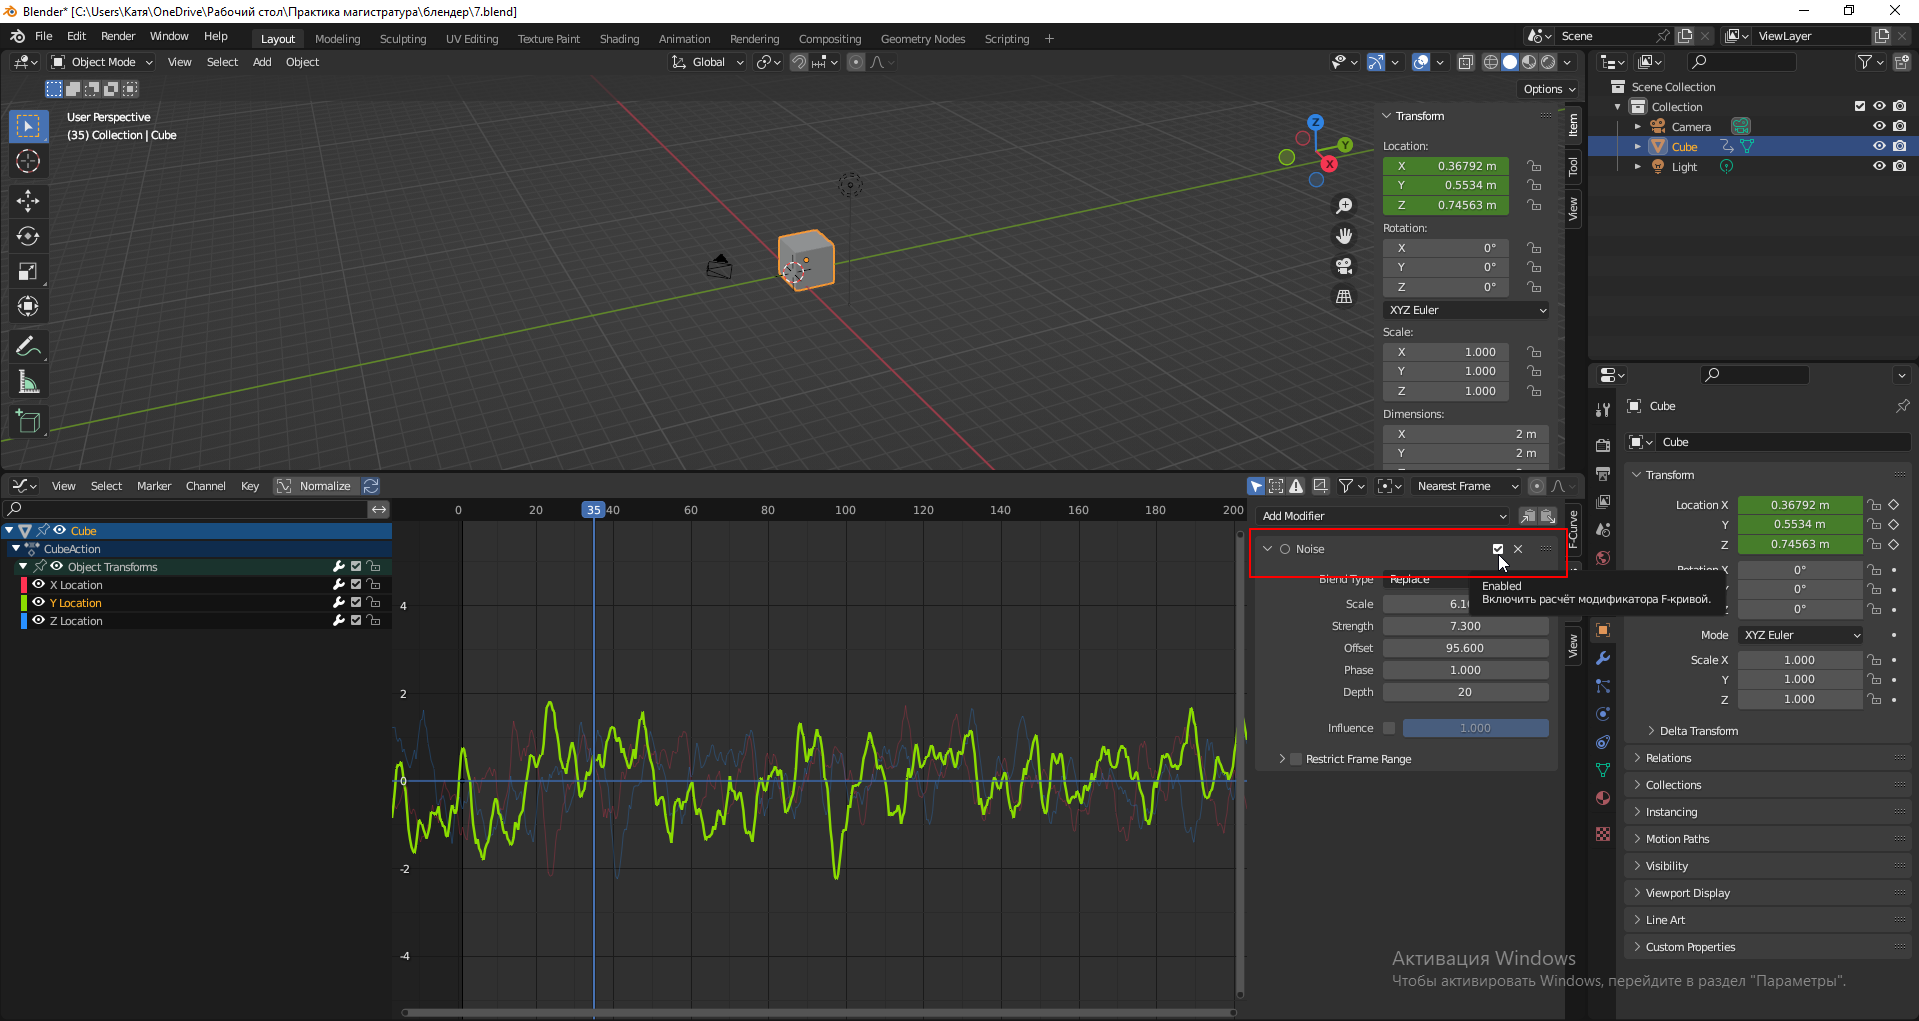 Blender* [C:\Users\Катя\OneDrive\Рабочий стол\Практика магистратура\блендер\7.blend]
File Edit Render Window Help Layout Modeling Sculpting UV Editing Texture Paint Shading Animation Rendering Compositing Geometry Nodes Scripting + Scene ViewLayer
Object Mode View Select Add Object Global
Options
User Perspective
(35) Collection | Cube
Z
Y
X
Transform
Location:
X 0.36792 m
Y 0.5534 m
Z 0.74563 m
Rotation:
X 0°
Y 0°
Z 0°
XYZ Euler
Scale:
X 1.000
Y 1.000
Z 1.000
Dimensions:
X 2 m
Y 2 m
Item
Tool
View
Scene Collection
Collection
Camera
Cube
Light
View Select Marker Channel Key Normalize Nearest Frame
0 20 35 40 60 80 100 120 140 160 180 200
Cube
CubeAction
Object Transforms
X Location
Y Location
Z Location
4
2
0
-2
-4
Add Modifier
F-Curve
Noise
Blend Type Replace
Enabled
Включить расчёт модификатора F-кривой.
Scale 6.1
Strength 7.300
Offset 95.600
Phase 1.000
Depth 20
Influence 1.000
Restrict Frame Range
View
Cube
Cube
Transform
Location X 0.36792 m
Y 0.5534 m
Z 0.74563 m
Rotation X 0°
0°
0°
Mode XYZ Euler
Scale X 1.000
Y 1.000
Z 1.000
Delta Transform
Relations
Collections
Instancing
Motion Paths
Visibility
Viewport Display
Line Art
Custom Properties
Активация Windows
Чтобы активировать Windows, перейдите в раздел "Параметры".